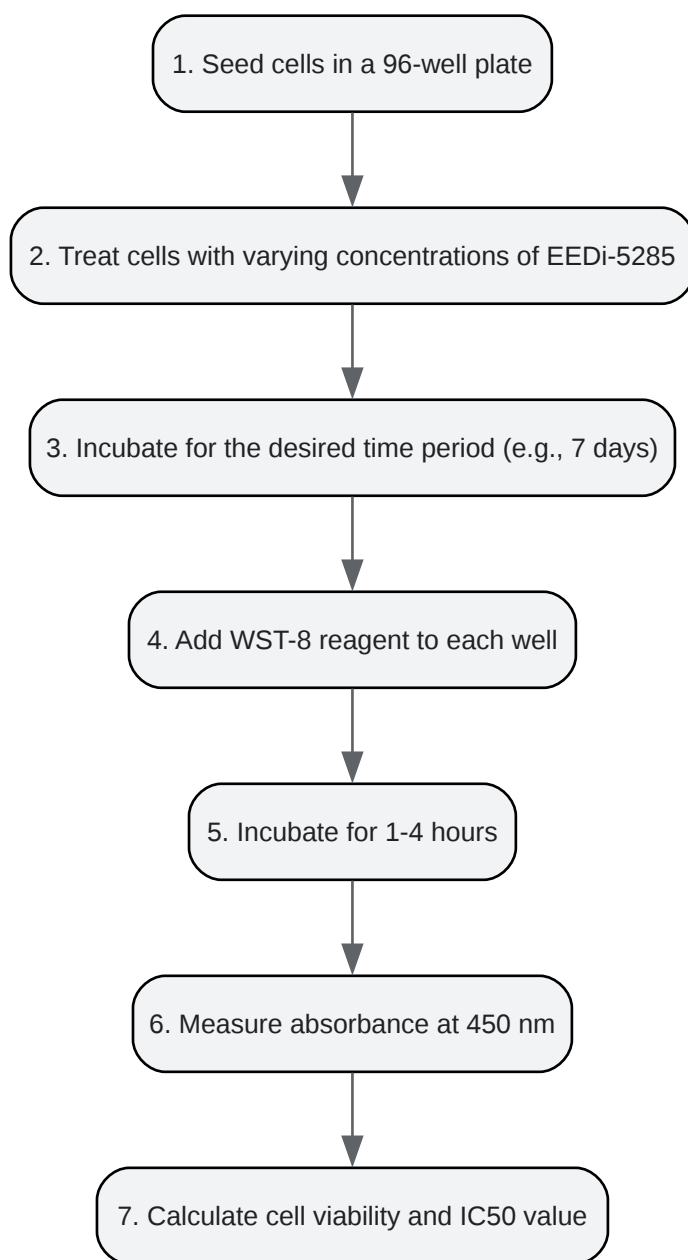 1. Seed cells in a 96-well plate
2. Treat cells with varying concentrations of EEDi-5285
3. Incubate for the desired time period (e.g., 7 days)
4. Add WST-8 reagent to each well
5. Incubate for 1-4 hours
6. Measure absorbance at 450 nm
7. Calculate cell viability and IC50 value